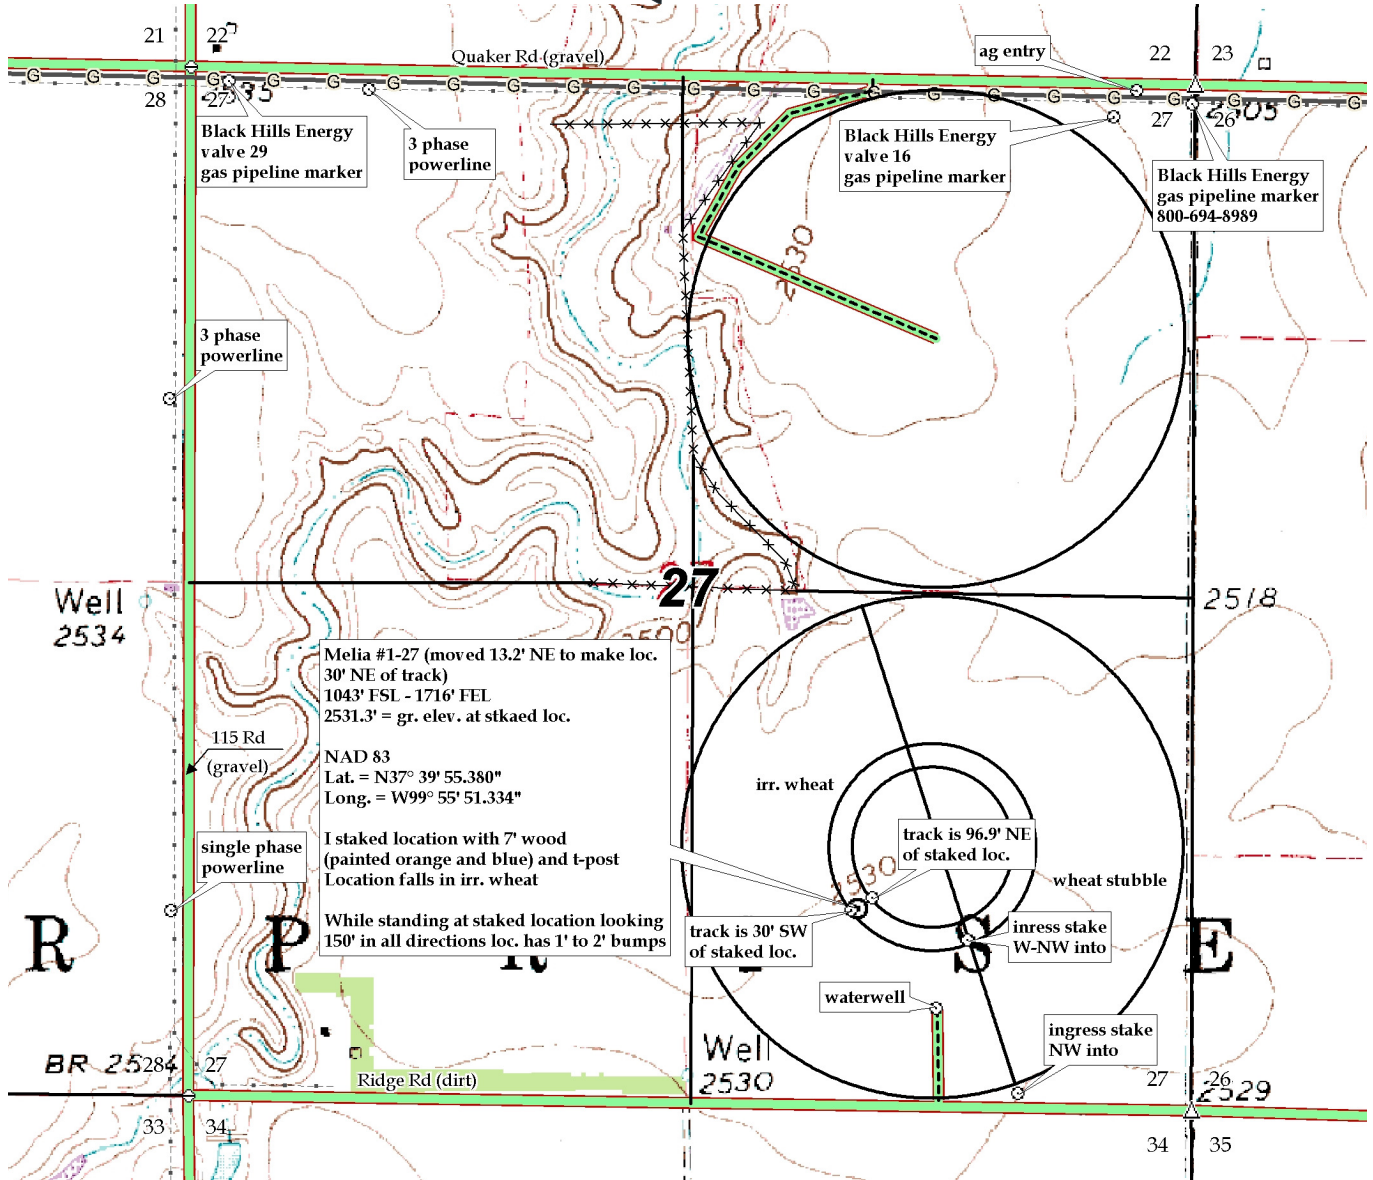 21
22
Quaker Rd (gravel)
ag entry
22
23
G G G G G G G G G G G G G G G G G G G G G G G
28
27
Black Hills Energy
valve 29
gas pipeline marker
3 phase
powerline
Black Hills Energy
valve 16
gas pipeline marker
27
26
2505
Black Hills Energy
gas pipeline marker
800-694-8989
2530
3 phase
powerline
27
Well
2534
2518
2500
Melia #1-27 (moved 13.2' NE to make loc.
30' NE of track)
1043' FSL - 1716' FEL
2531.3' = gr. elev. at stkaed loc.
NAD 83
Lat. = N37° 39' 55.380"
Long. = W99° 55' 51.334"
I staked location with 7' wood
(painted orange and blue) and t-post
Location falls in irr. wheat
While standing at staked location looking
150' in all directions loc. has 1' to 2' bumps
115 Rd
(gravel)
irr. wheat
single phase
powerline
track is 96.9' NE
of staked loc.
2530
wheat stubble
track is 30' SW
of staked loc.
inress stake
W-NW into
R P R S E
waterwell
ingress stake
NW into
Well
2530
BR 2584
28
27
Ridge Rd (dirt)
27
26
2529
33
34
34
35